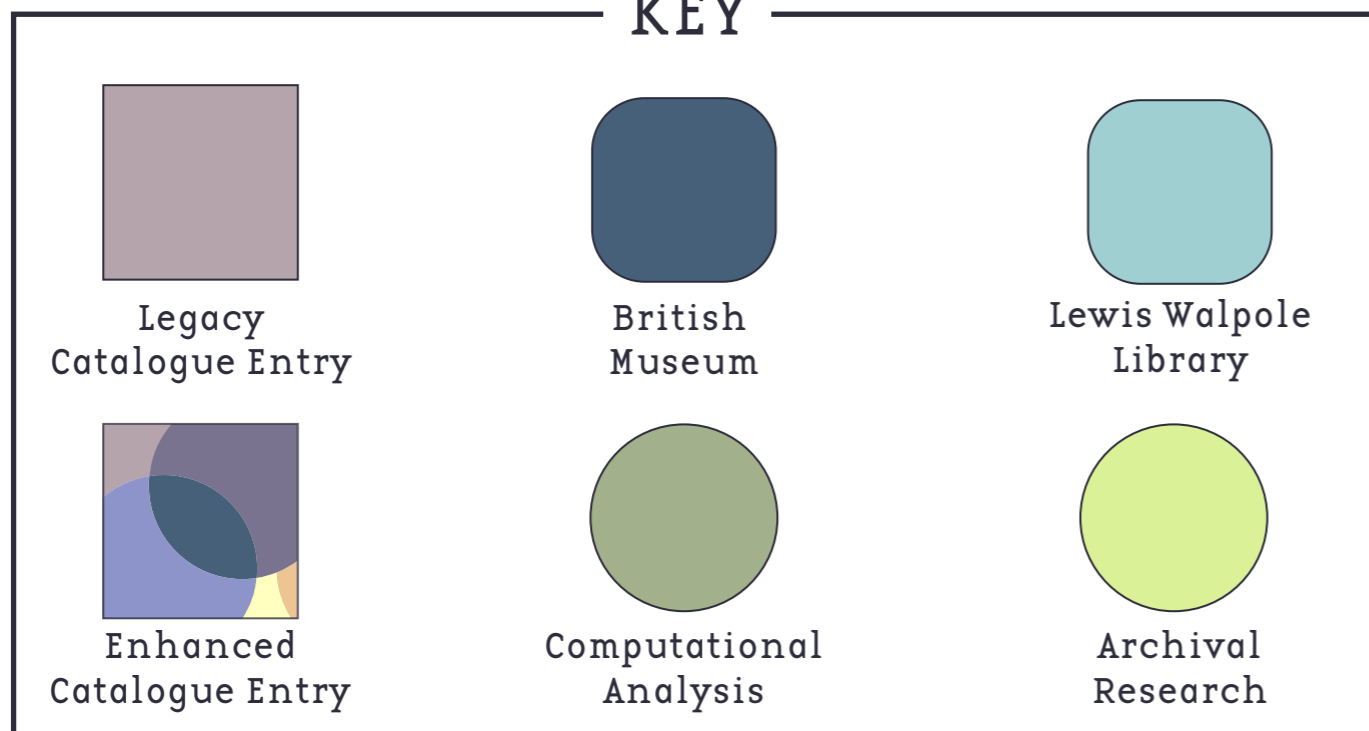 KEY
Legacy
Catalogue Entry
British
Museum
Lewis Walpole
Library
Enhanced
Catalogue Entry
Computational
Analysis
Archival
Research